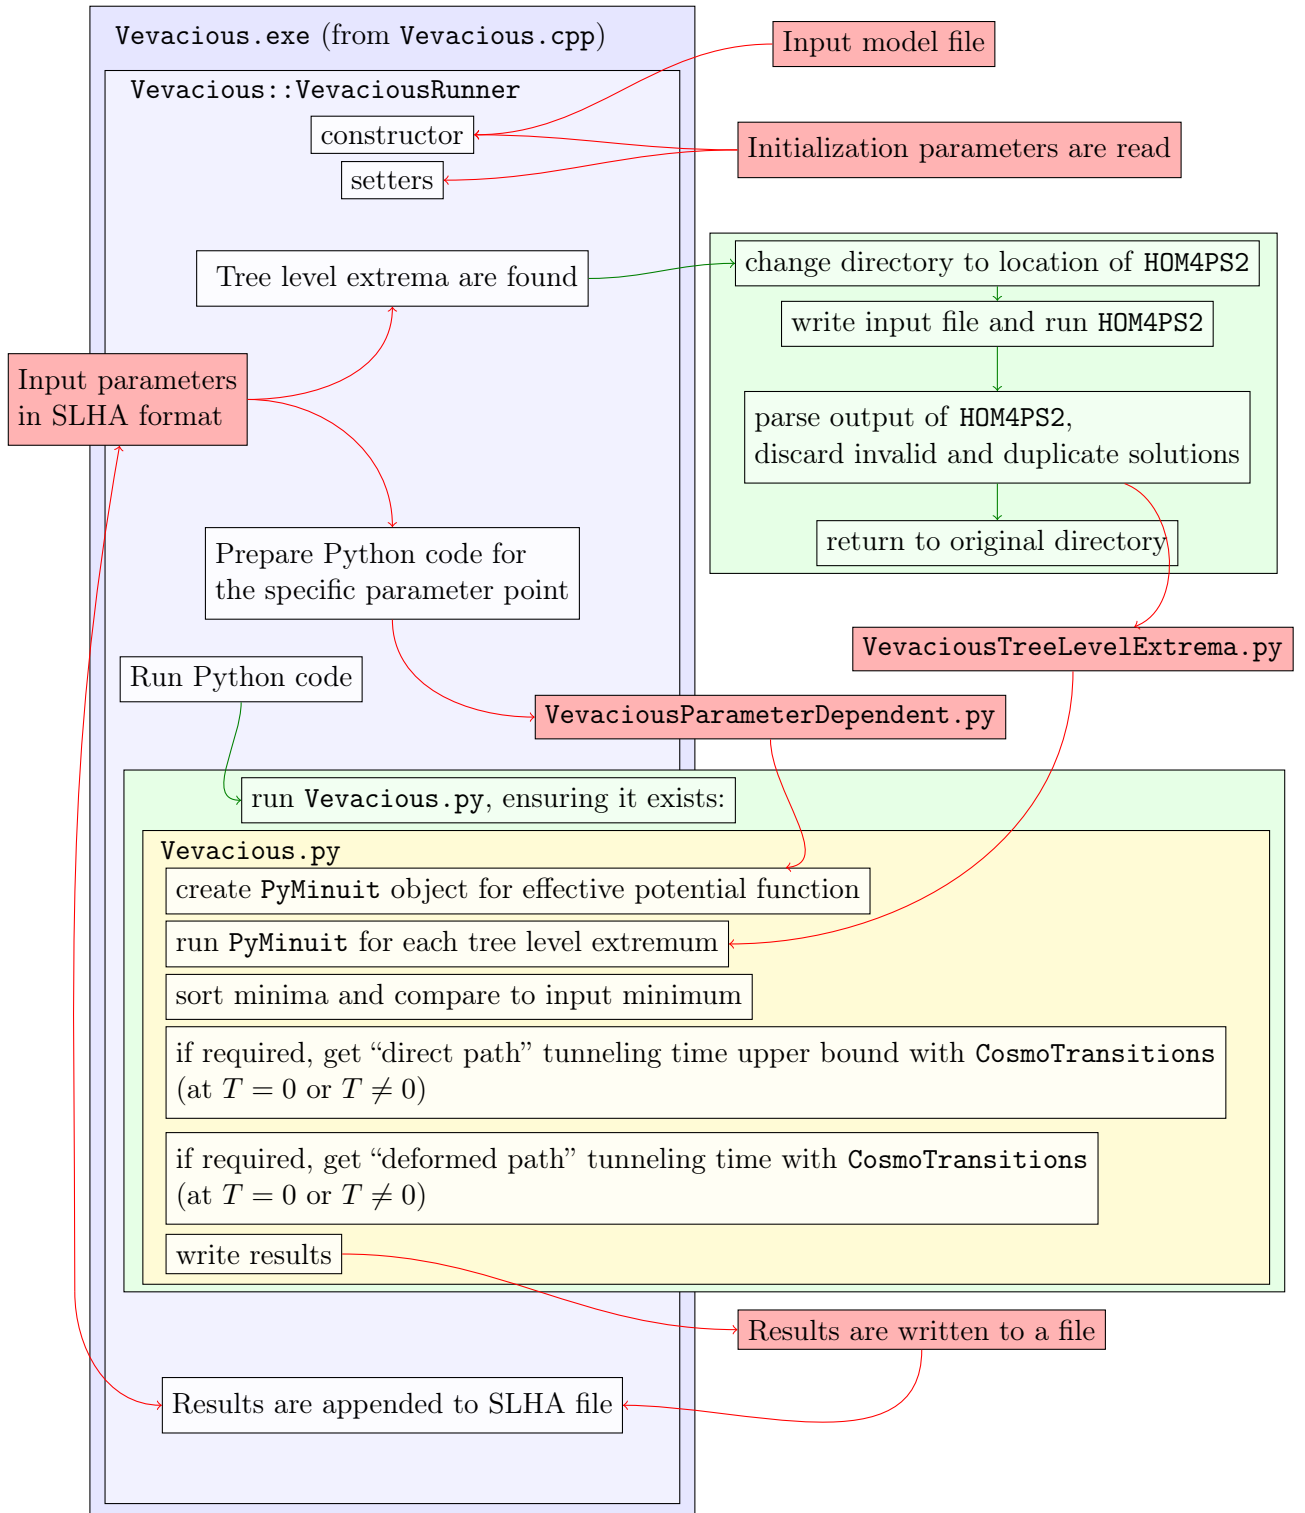 Vevacious.exe (from Vevacious.cpp)
Input model file
Vevacious::VevaciousRunner
constructor
Initialization parameters are read
setters
Tree level extrema are found
change directory to location of HOM4PS2
write input file and run HOM4PS2
Input parameters
in SLHA format
parse output of HOM4PS2,
discard invalid and duplicate solutions
return to original directory
Prepare Python code for
the specific parameter point
VevaciousTreeLevelExtrema.py
Run Python code
VevaciousParameterDependent.py
run Vevacious.py, ensuring it exists:
Vevacious.py
create PyMinuit object for effective potential function
run PyMinuit for each tree level extremum
sort minima and compare to input minimum
if required, get “direct path” tunneling time upper bound with CosmoTransitions
(at T = 0 or T ≠ 0)
if required, get “deformed path” tunneling time with CosmoTransitions
(at T = 0 or T ≠ 0)
write results
Results are written to a file
Results are appended to SLHA file